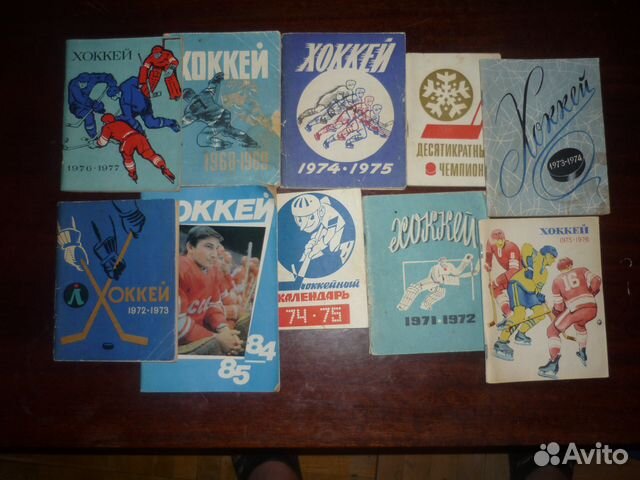 ХОККЕЙ
1976-1977
ХОККЕЙ
1968-1969
ХОККЕЙ
1974-1975
ДЕСЯТИКРАТНЫ
ЧЕМПИОН
Хоккей
1973-1974
ХОККЕЙ
1972-1973
ХОККЕЙ
84
85
ХОККЕЙНЫЙ
КАЛЕНДАРЬ
74·75
ХОККЕЙ
1971-1972
ХОККЕЙ
1975-1976
16
Avito